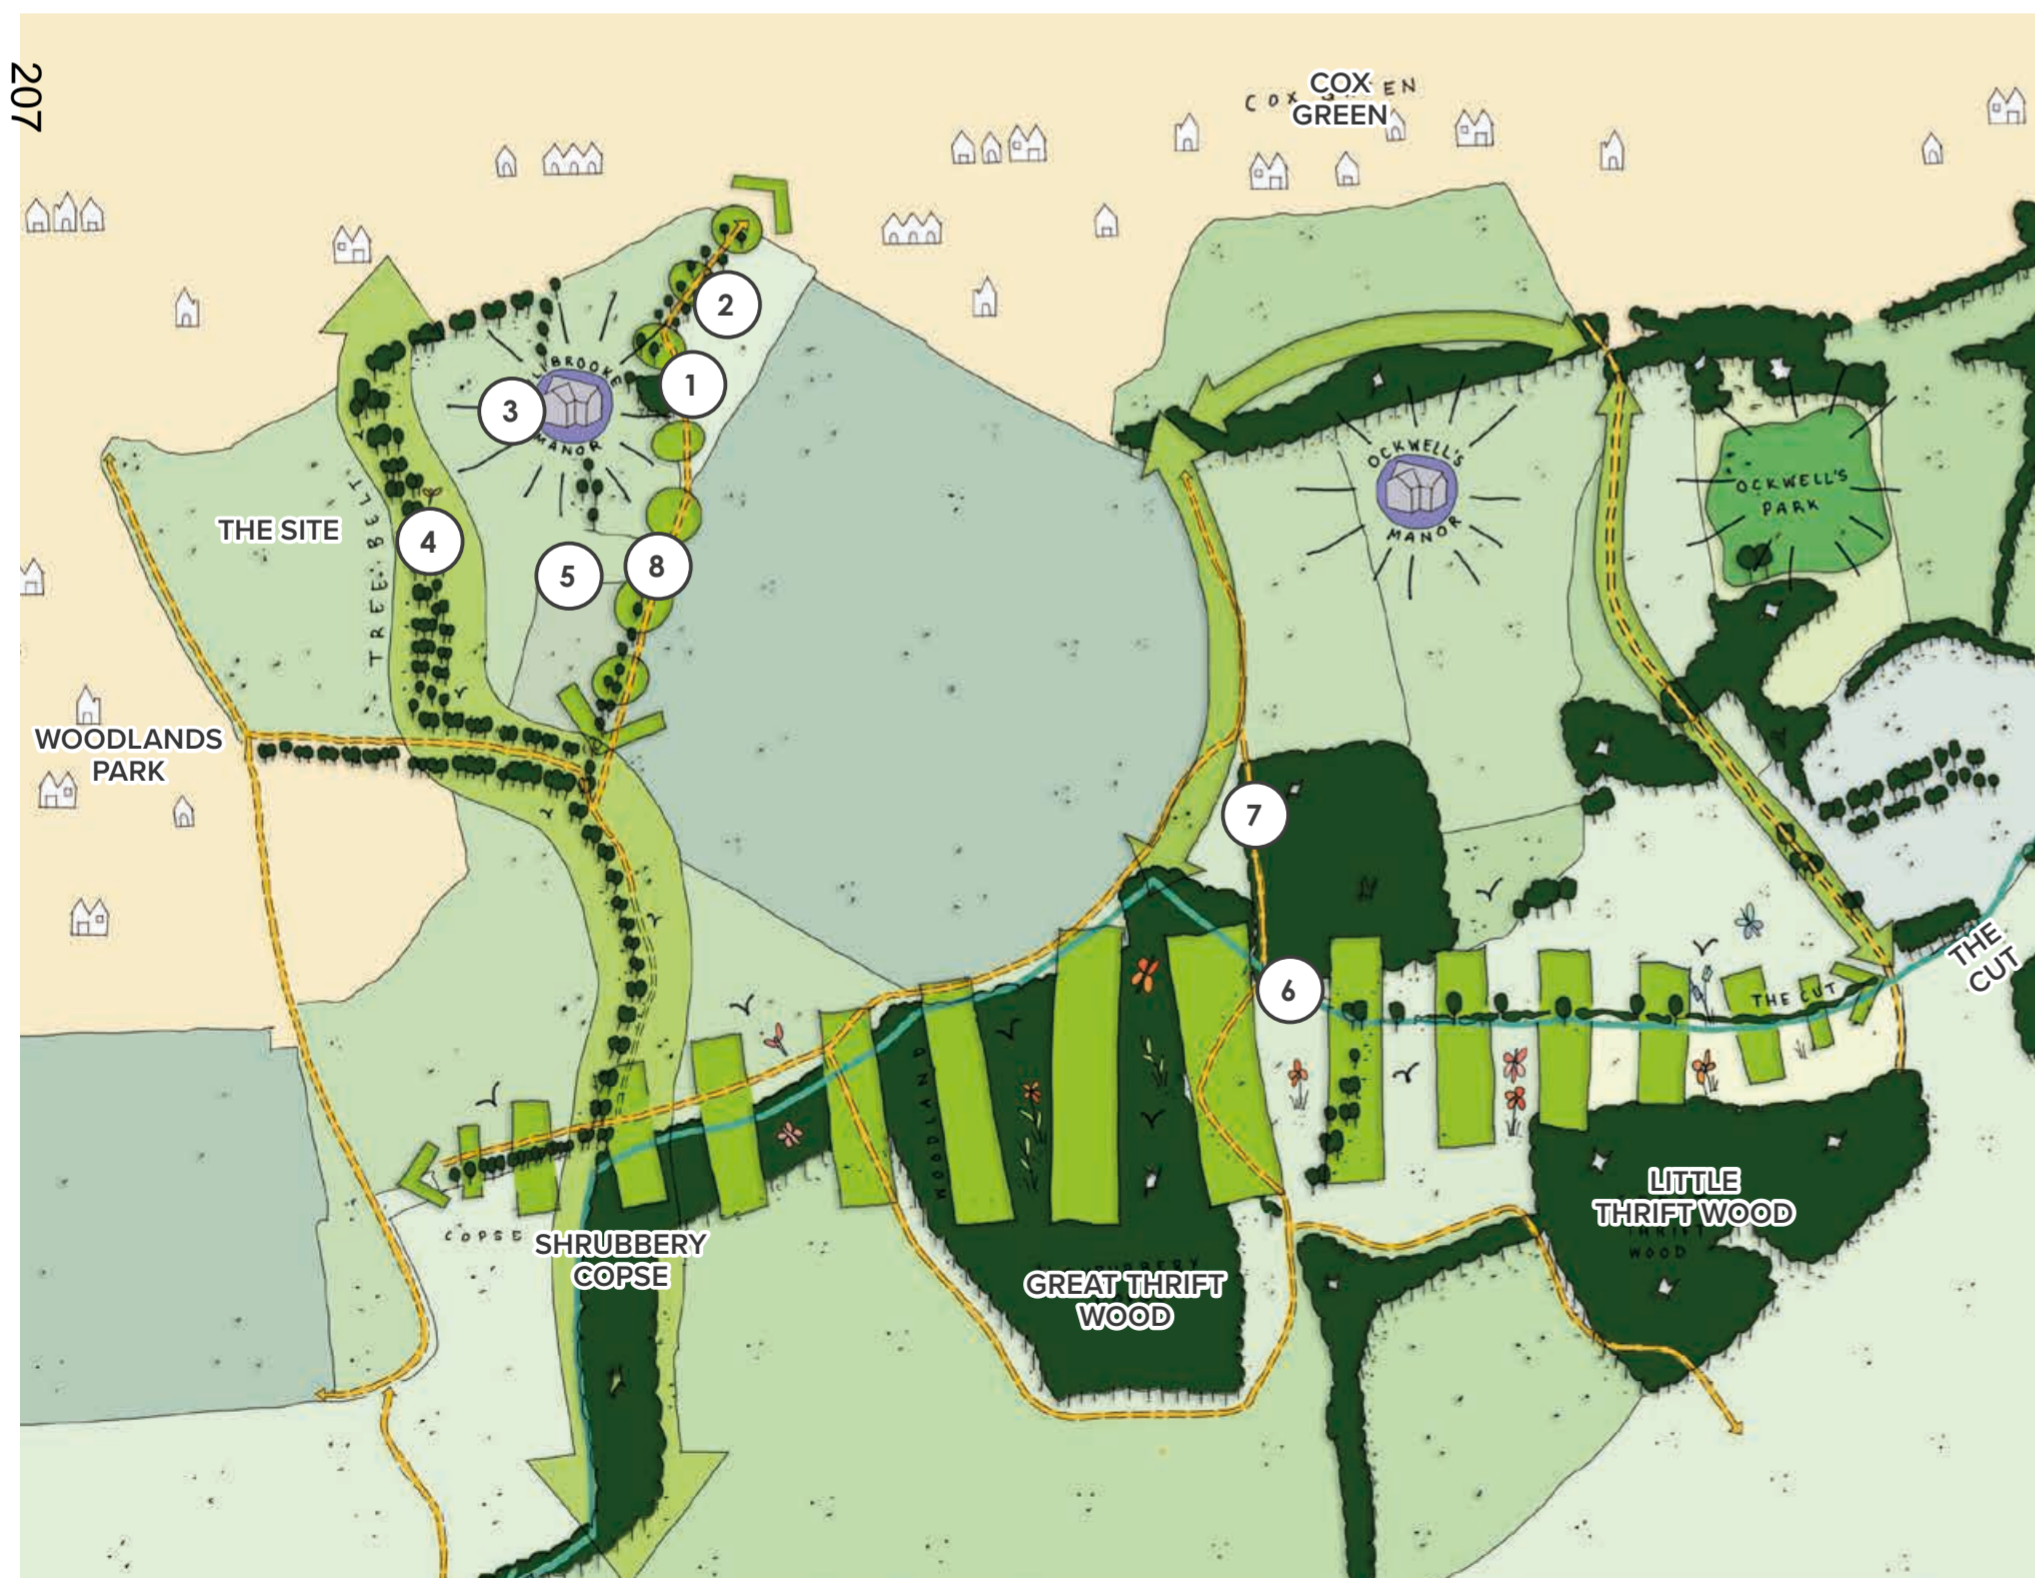 207
COX GREEN
COX
GREEN
2
LIBROOKE
1
3
MANOR
OCKWELL'S
MANOR
OCKWELL'S
PARK
THE SITE
4
TREE BELT
5
8
WOODLANDS
PARK
7
6
THE CUT
THE
CUT
WOODLAND
COPSE
SHRUBBERY
COPSE
GREAT THRIFT
WOOD
LITTLE
THRIFT WOOD
THRIFT
WOOD